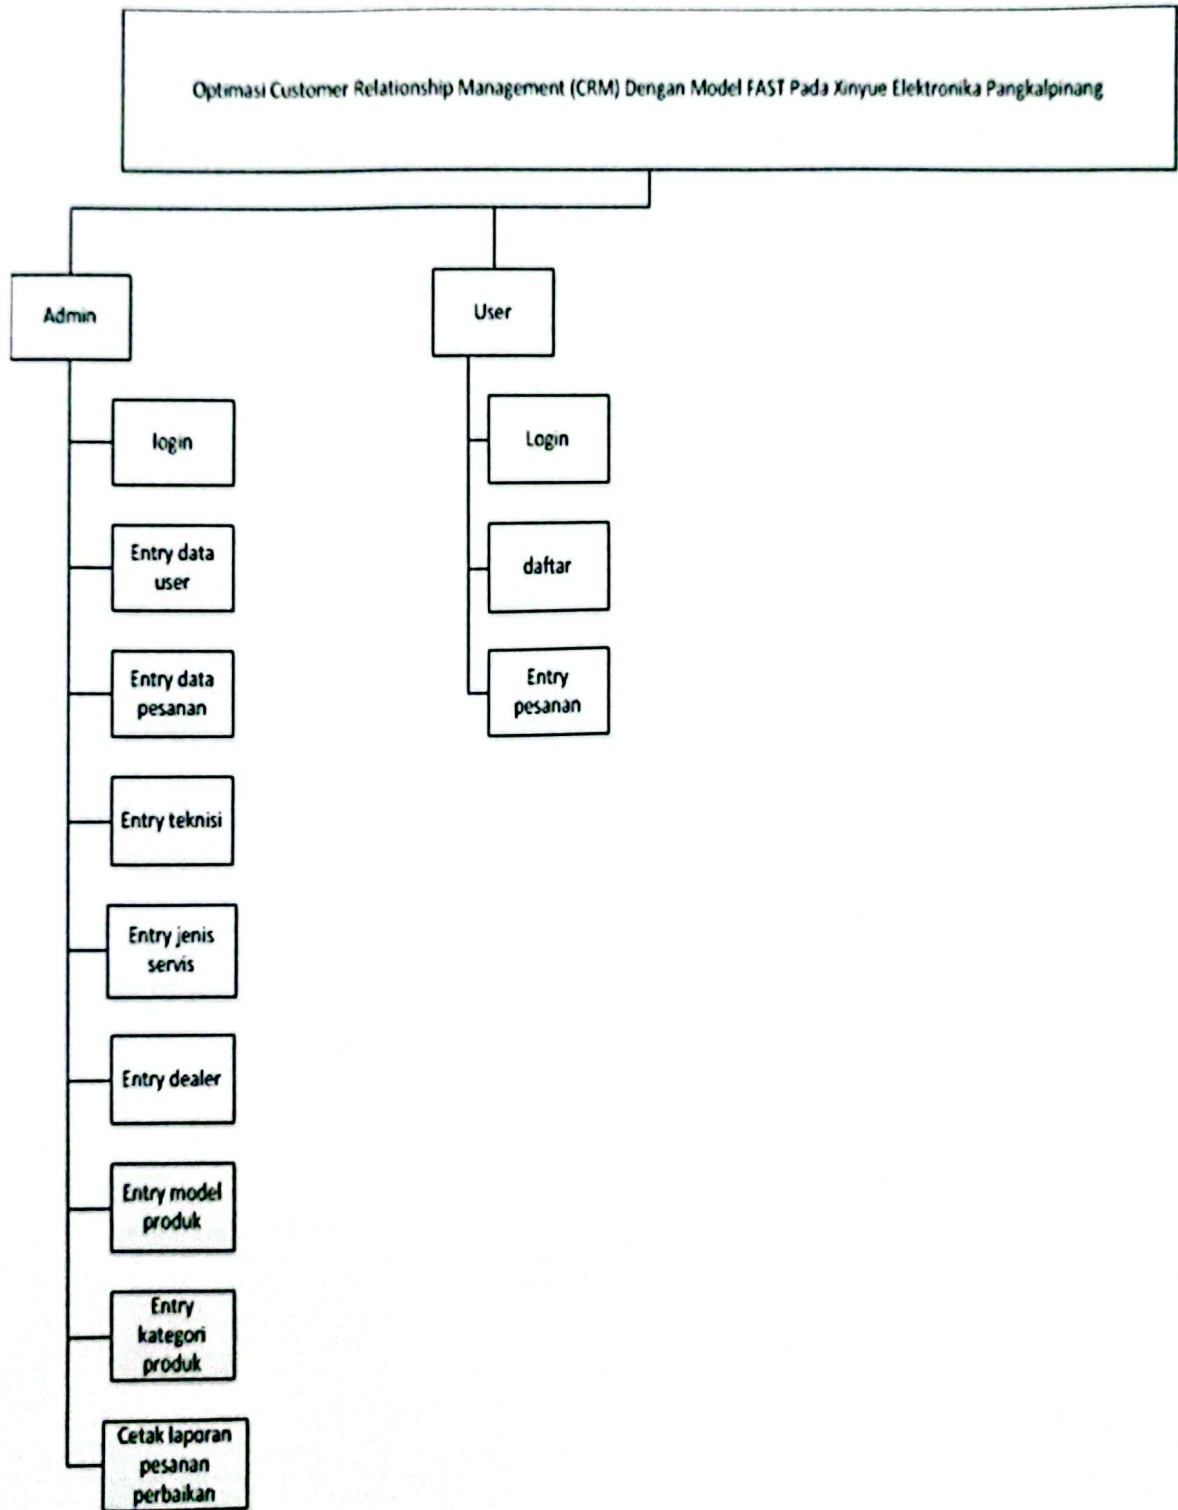 Optimasi Customer Relationship Management (CRM) Dengan Model FAST Pada Xinyue Elektronika Pangkalpinang
Admin
login
Entry data
user
Entry data
pesanan
Entry teknisi
Entry jenis
servis
Entry dealer
Entry model
produk
Entry
kategori
produk
Cetak laporan
pesanan
perbaikan
User
Login
daftar
Entry
pesanan